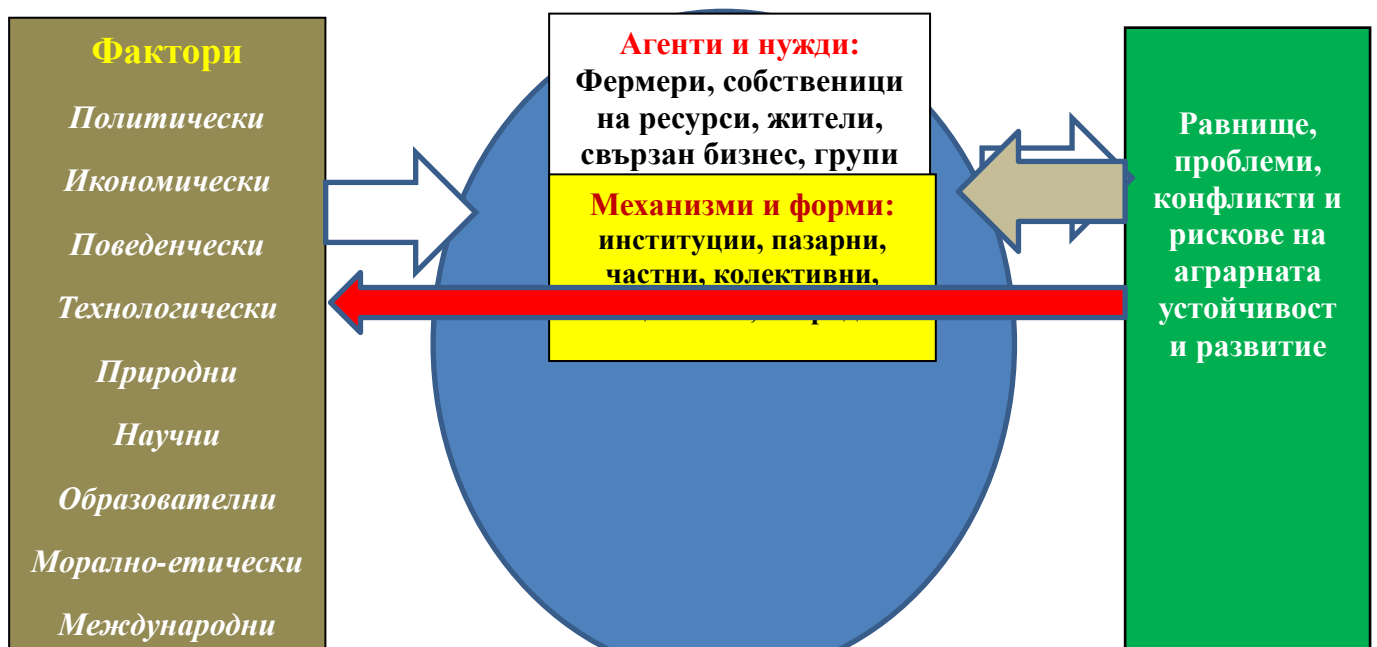 Фактори
Политически
Икономически
Поведенчески
Технологически
Природни
Научни
Образователни
Морално-етически
Международни
Агенти и нужди:
Фермери, собственици
на ресурси, жители,
свързан бизнес, групи
Механизми и форми:
институции, пазарни,
частни, колективни,
Равнище,
проблеми,
конфликти и
рискове на
аграрната
устойчивост
и развитие